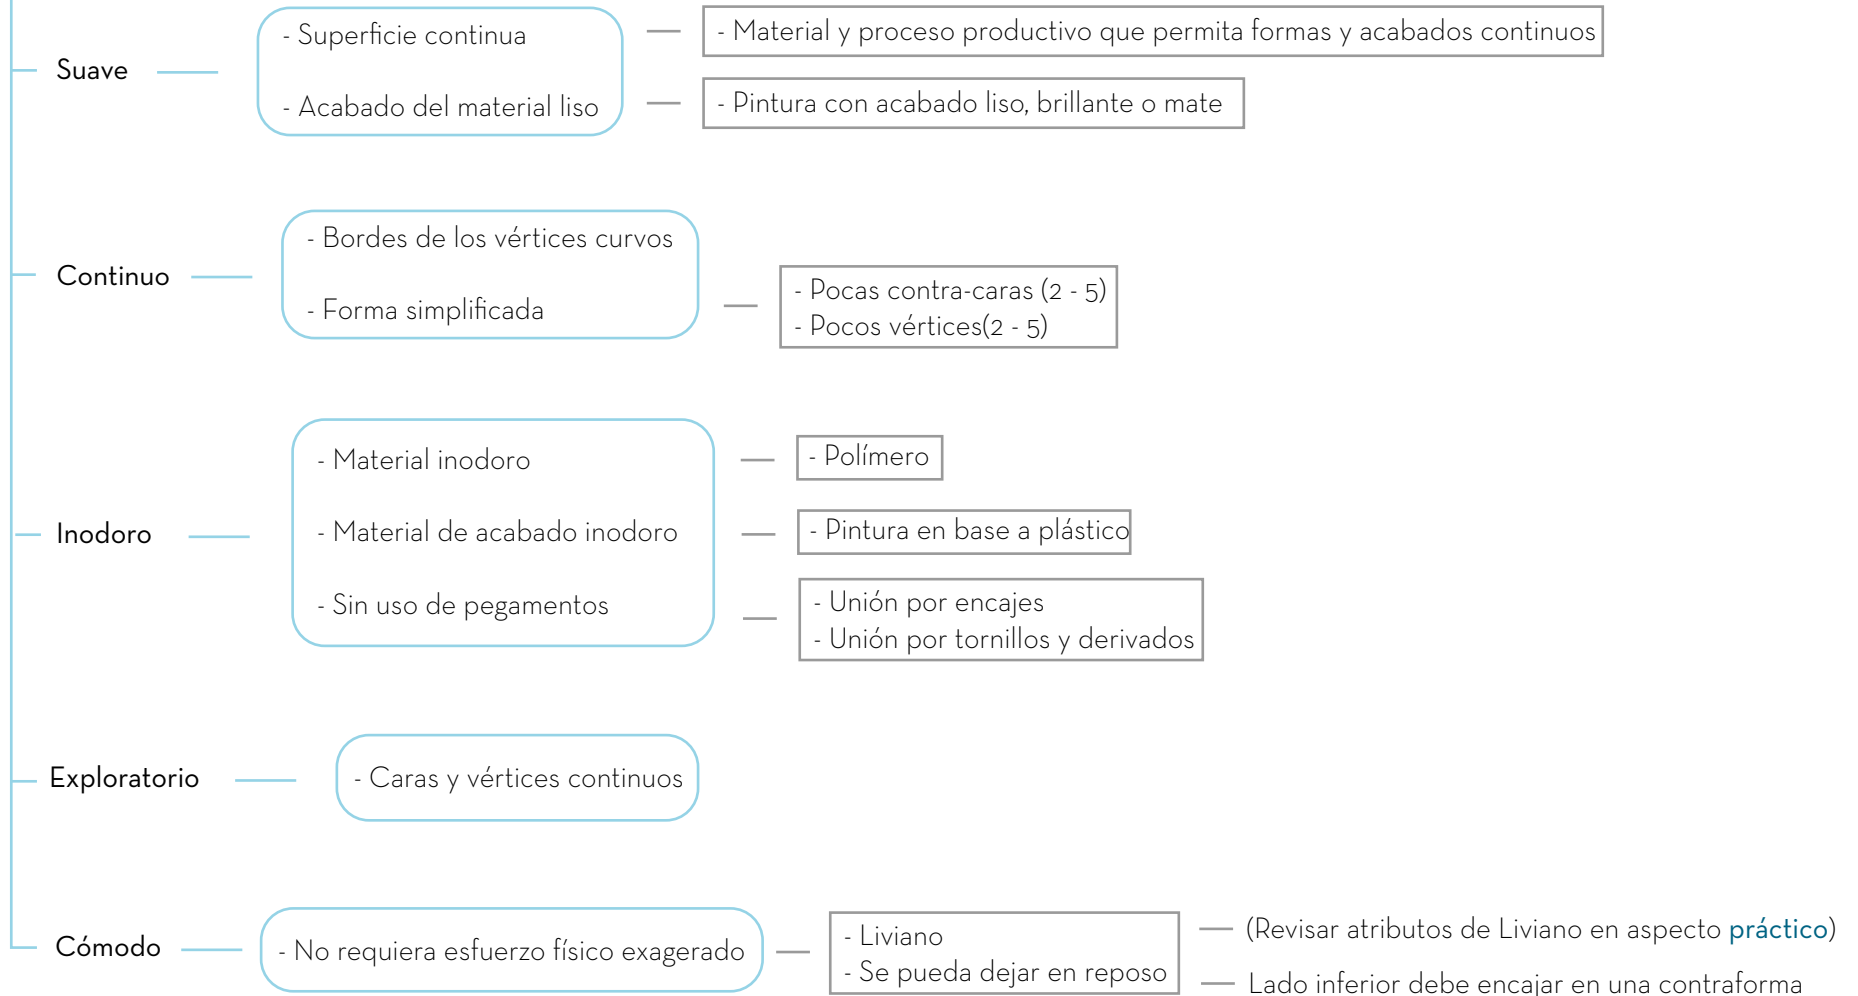 Suave
- Superficie continua
- Material y proceso productivo que permita formas y acabados continuos
- Acabado del material liso
- Pintura con acabado liso, brillante o mate
Continuo
- Bordes de los vértices curvos
- Forma simplificada
- Pocas contra-caras (2 - 5)
- Pocos vértices(2 - 5)
Inodoro
- Material inodoro
- Polímero
- Material de acabado inodoro
- Pintura en base a plástico
- Sin uso de pegamentos
- Unión por encajes
- Unión por tornillos y derivados
Exploratorio
- Caras y vértices continuos
Cómodo
- No requiera esfuerzo físico exagerado
- Liviano
- Se pueda dejar en reposo
(Revisar atributos de Liviano en aspecto práctico)
Lado inferior debe encajar en una contraforma